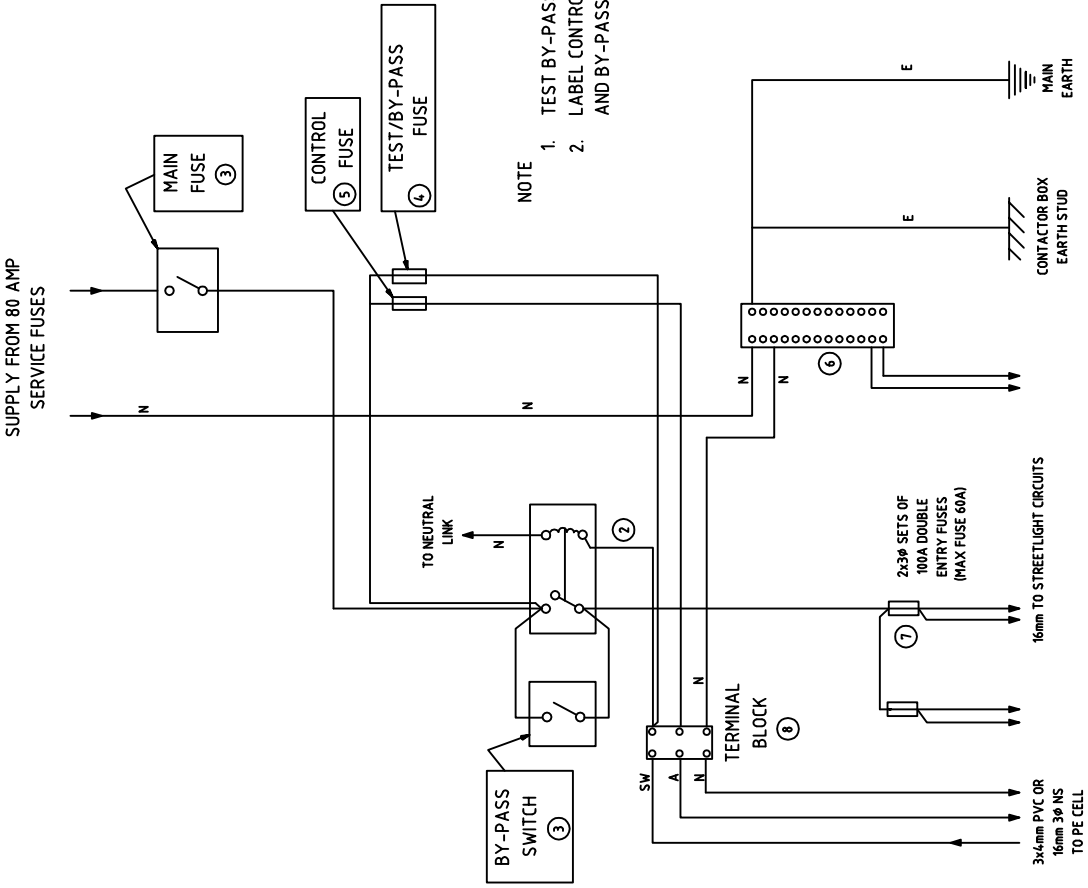 SUPPLY FROM 80 AMP
SERVICE FUSES
MAIN
FUSE
3
CONTROL
FUSE
5
TEST/BY-PASS
FUSE
4
NOTE
1. TEST BY-PAS
2. LABEL CONTRO
AND BY-PASS
N
N
E
E
MAIN
EARTH
CONTACTOR BOX
EARTH STUD
N
N
6
TO NEUTRAL
LINK
N
2
2x3ø SETS OF
100A DOUBLE
ENTRY FUSES
(MAX FUSE 60A)
7
16mm TO STREETLIGHT CIRCUITS
BY-PASS
SWITCH
3
N
TERMINAL
BLOCK
8
SW
A
N
3x4mm PVC OR
16mm 3ø NS
TO PE CELL